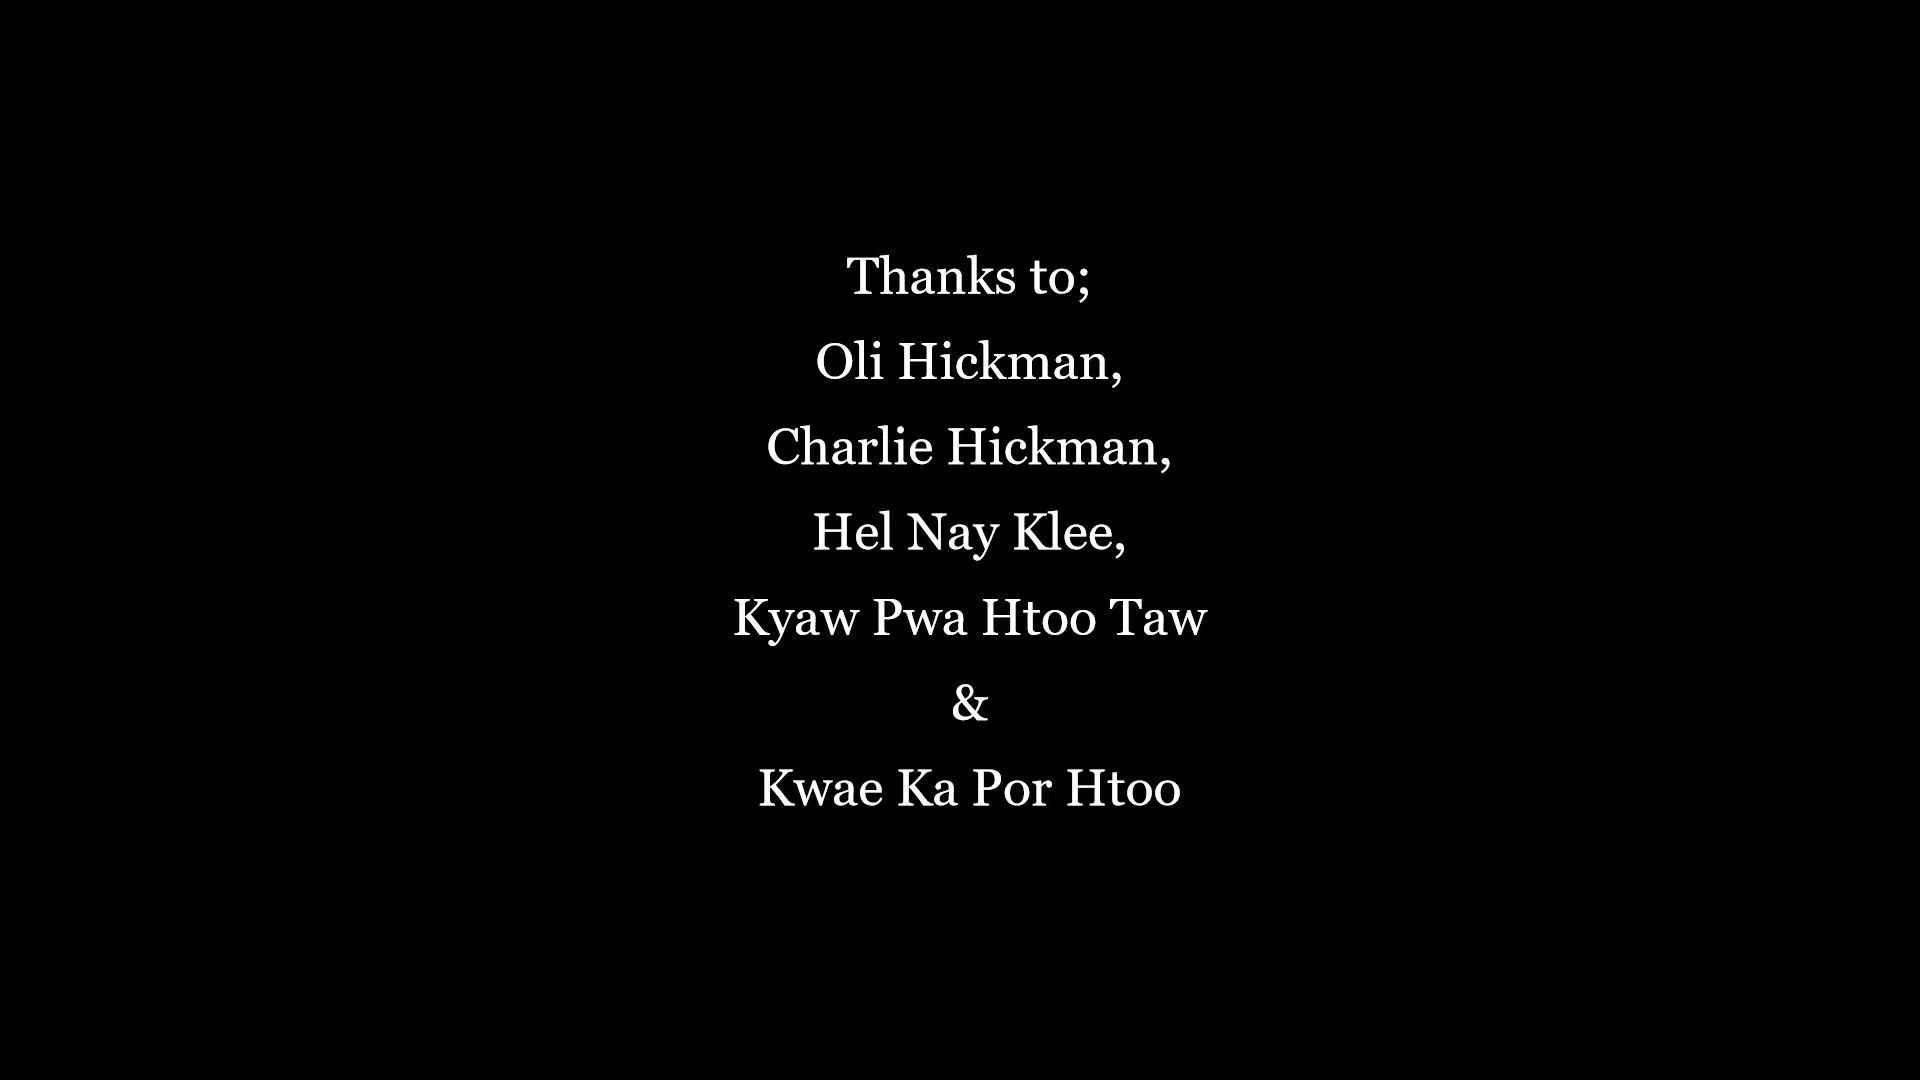 Thanks to;
Oli Hickman,
Charlie Hickman,
Hel Nay Klee,
Kyaw Pwa Htoo Taw
&
Kwae Ka Por Htoo